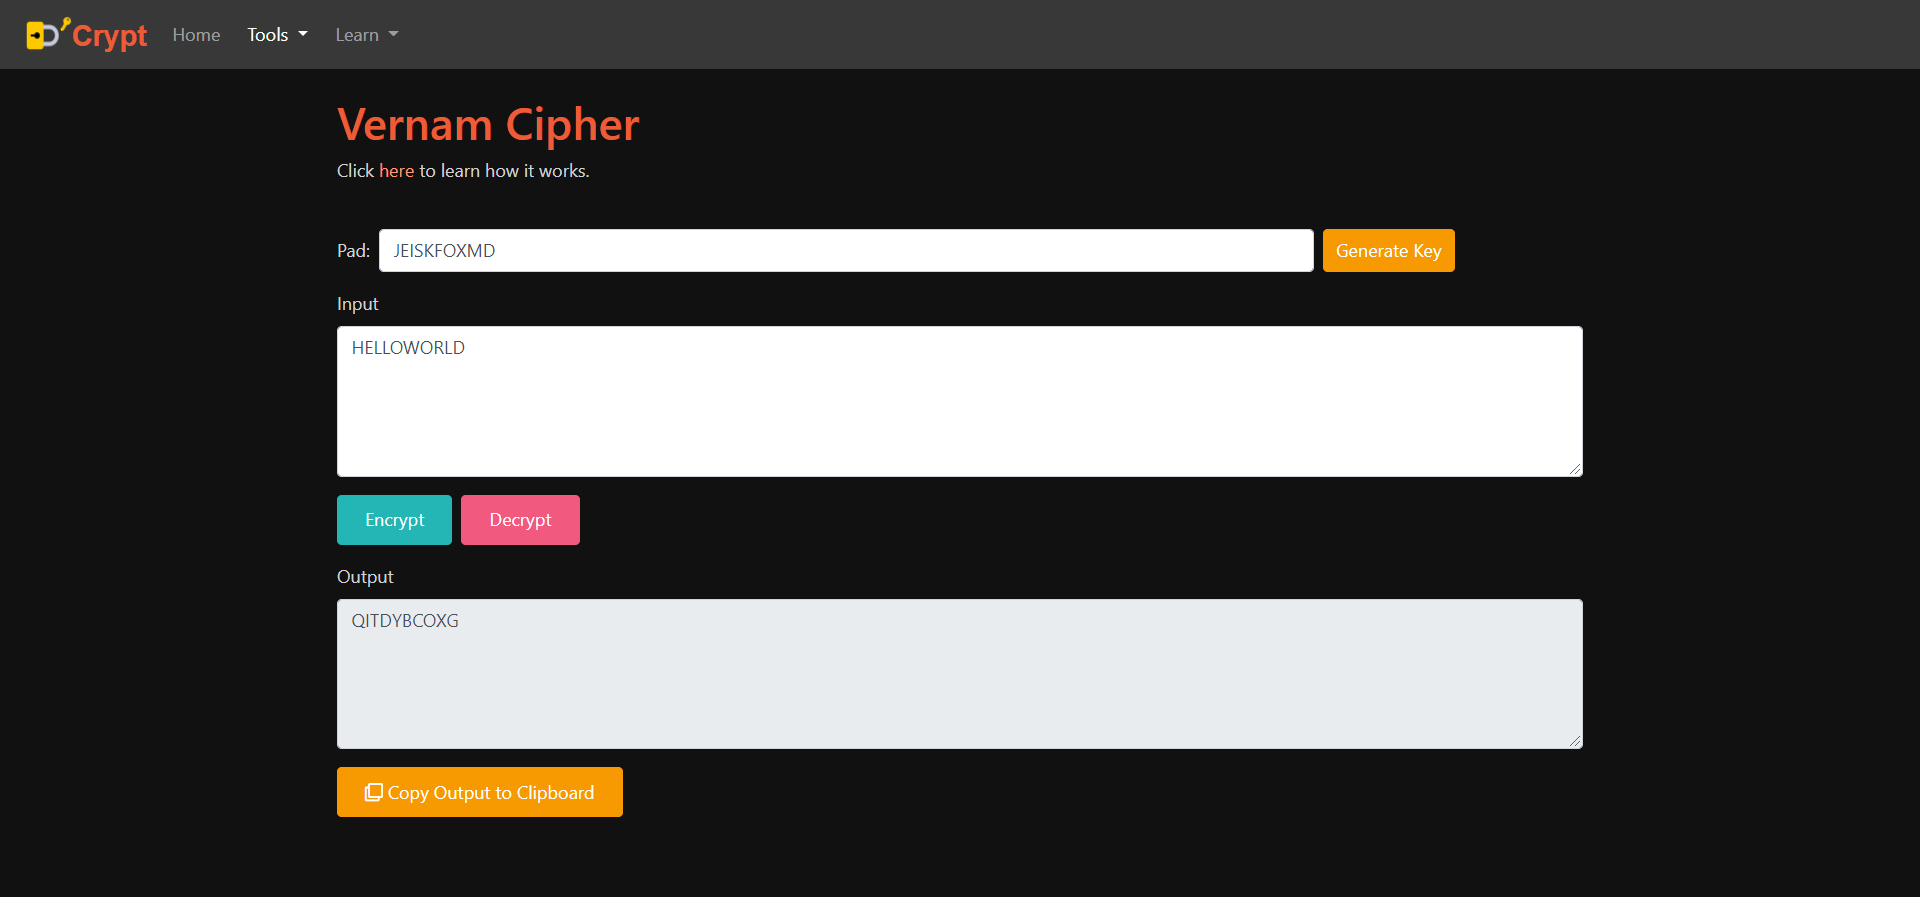 D'Crypt Home Tools Learn
Vernam Cipher
Click here to learn how it works.
Pad: JEISKFOXMD Generate Key
Input
HELLOWORLD
Encrypt Decrypt
Output
QITDYBCOXG
Copy Output to Clipboard